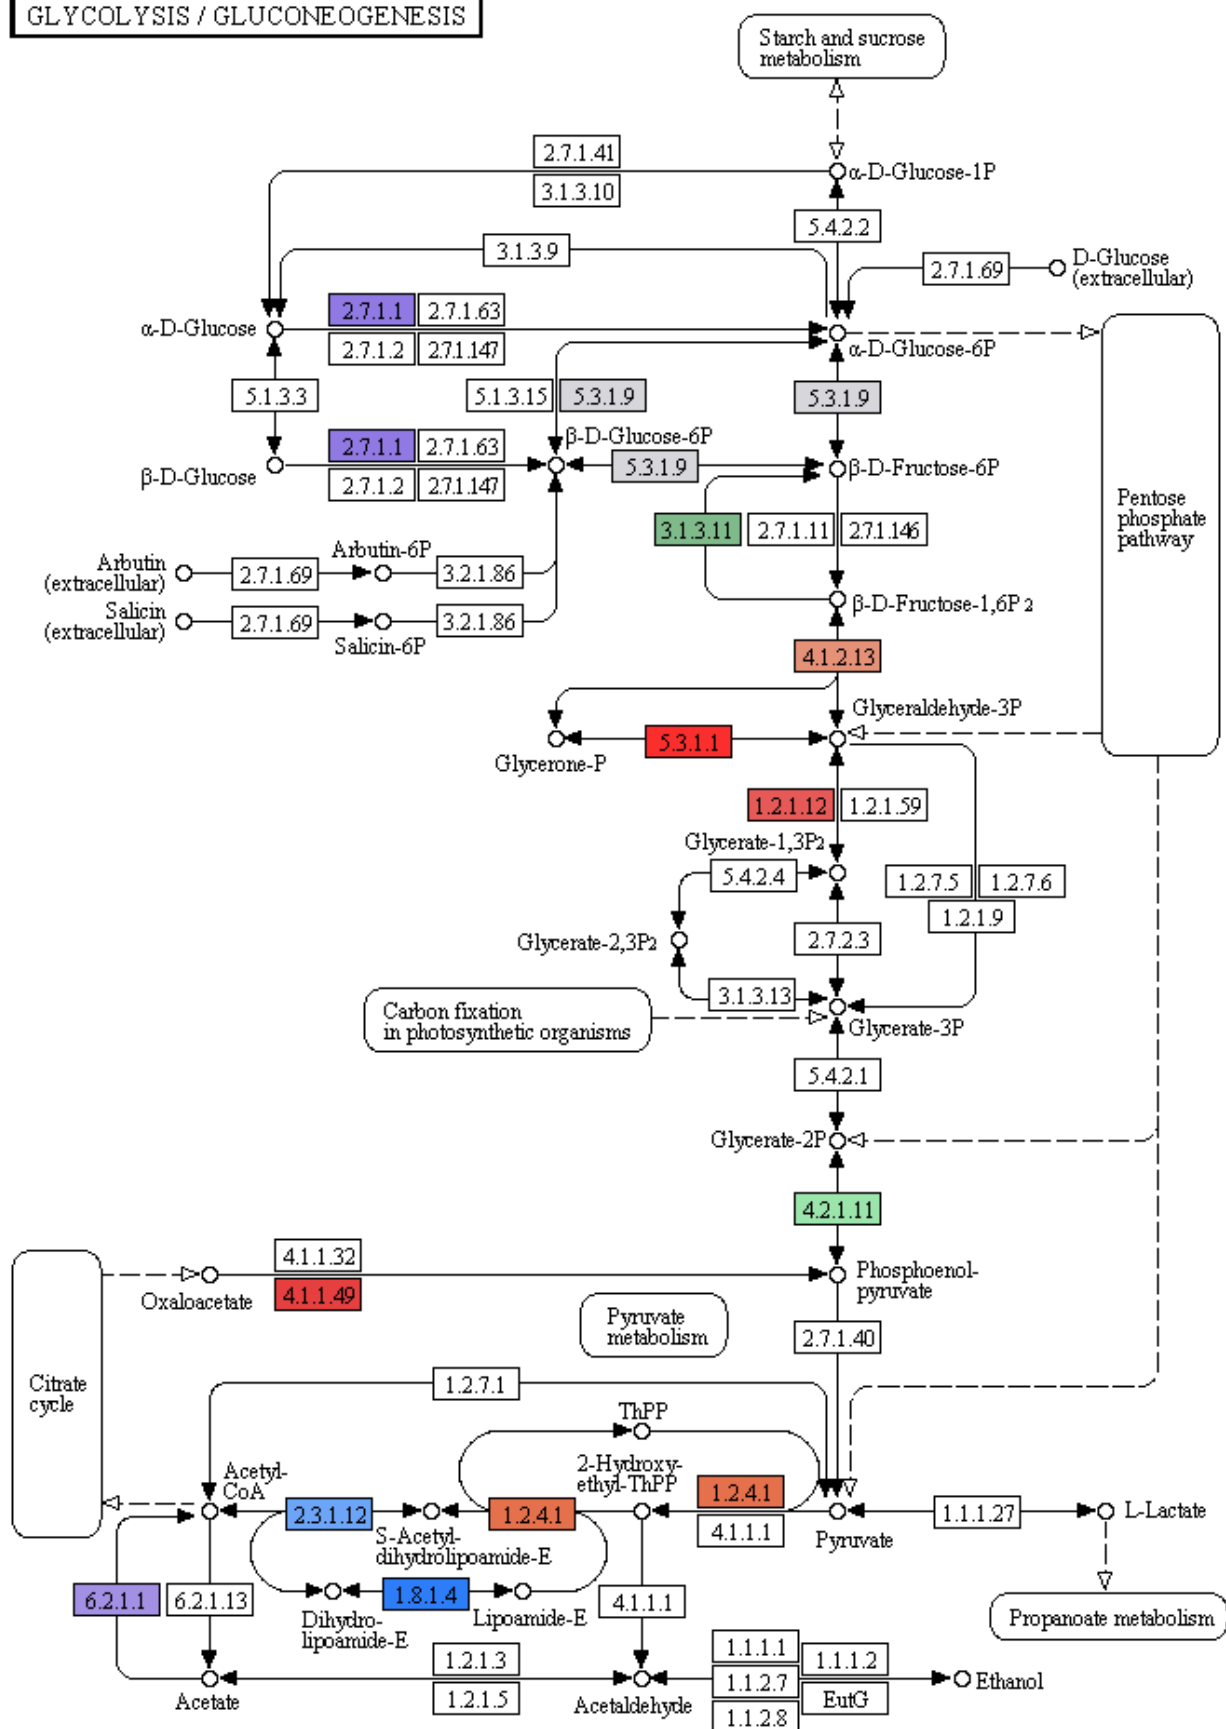 GLYCOLYSIS / GLUCONEOGENESIS
Starch and sucrose
metabolism
2.7.1.41
α-D-Glucose-1P
3.1.3.10
5.4.2.2
3.1.3.9
2.7.1.69
D-Glucose
(extracellular)
2.7.1.1
2.7.1.63
α-D-Glucose
2.7.1.2
2.7.1.147
α-D-Glucose-6P
5.1.3.3
5.1.3.15
5.3.1.9
5.3.1.9
2.7.1.1
2.7.1.63
β-D-Glucose-6P
β-D-Glucose
2.7.1.2
2.7.1.147
5.3.1.9
β-D-Fructose-6P
Pentose
phosphate
pathway
3.1.3.11
2.7.1.11
2.7.1.146
Arbutin
(extracellular)
2.7.1.69
Arbutin-6P
3.2.1.86
β-D-Fructose-1,6P2
Salicin
(extracellular)
2.7.1.69
Salicin-6P
3.2.1.86
4.1.2.13
Glyceraldehyde-3P
5.3.1.1
Glycerone-P
1.2.1.12
1.2.1.59
Glycerate-1,3P2
5.4.2.4
1.2.7.5
1.2.7.6
1.2.1.9
Glycerate-2,3P2
2.7.2.3
3.1.3.13
Carbon fixation
in photosynthetic organisms
Glycerate-3P
5.4.2.1
Glycerate-2P
4.2.1.11
4.1.1.32
Oxaloacetate
4.1.1.49
Phosphoenol-
pyruvate
Pyruvate
metabolism
2.7.1.40
Citrate
cycle
1.2.7.1
ThPP
Acetyl-
CoA
2-Hydroxy-
ethyl-ThPP
1.2.4.1
2.3.1.12
S-Acetyl-
dihydrolipoamide-E
1.2.4.1
4.1.1.1
Pyruvate
1.1.1.27
L-Lactate
6.2.1.1
6.2.1.13
1.8.1.4
Dihydro-
lipoamide-E
Lipoamide-E
4.1.1.1
Propanoate metabolism
1.2.1.3
1.2.1.5
Acetate
Acetaldehyde
1.1.1.1
1.1.1.2
1.1.2.7
EutG
1.1.2.8
Ethanol